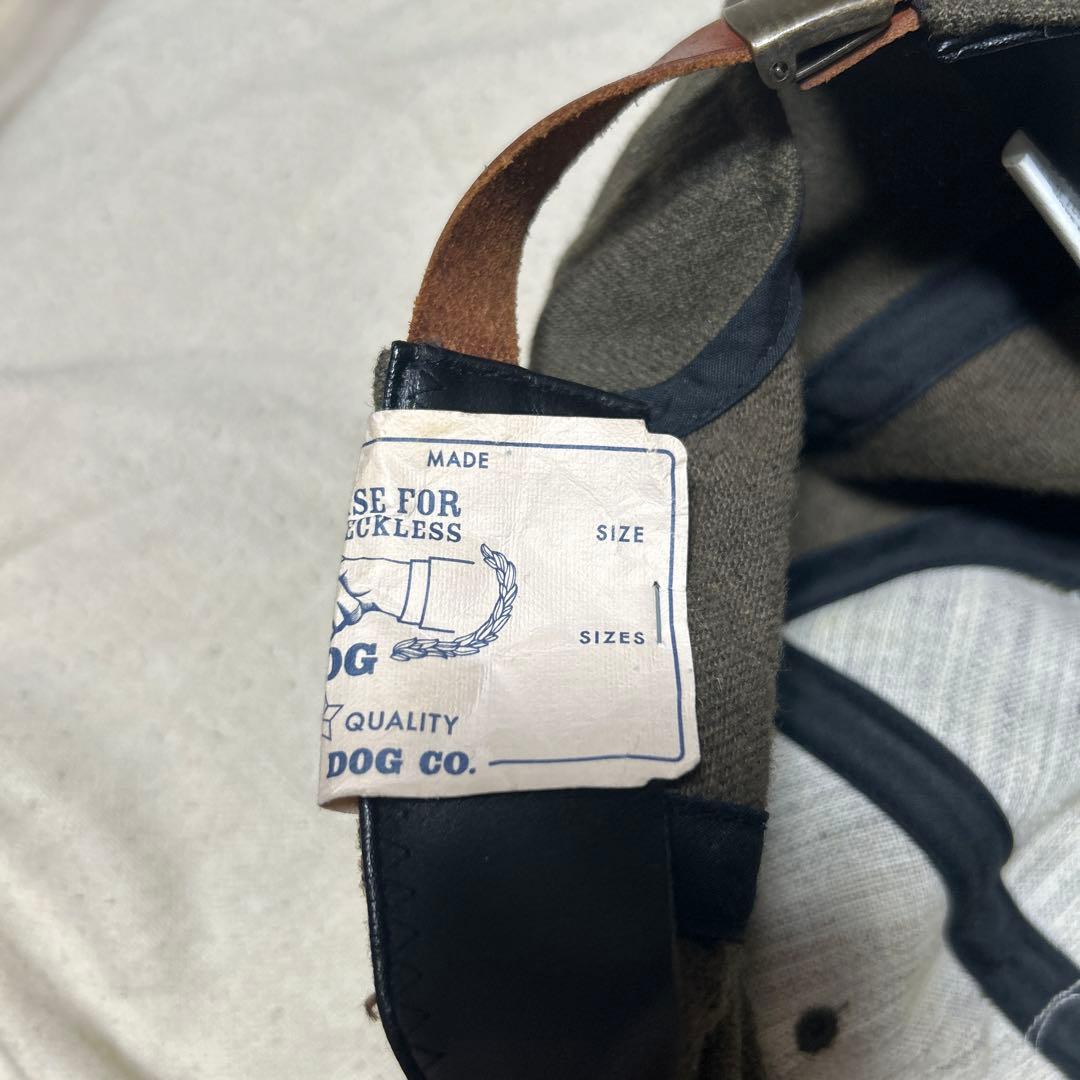 MADE
SE FOR
ECKLESS
SIZE
SIZES
OG
QUALITY
DOG CO.